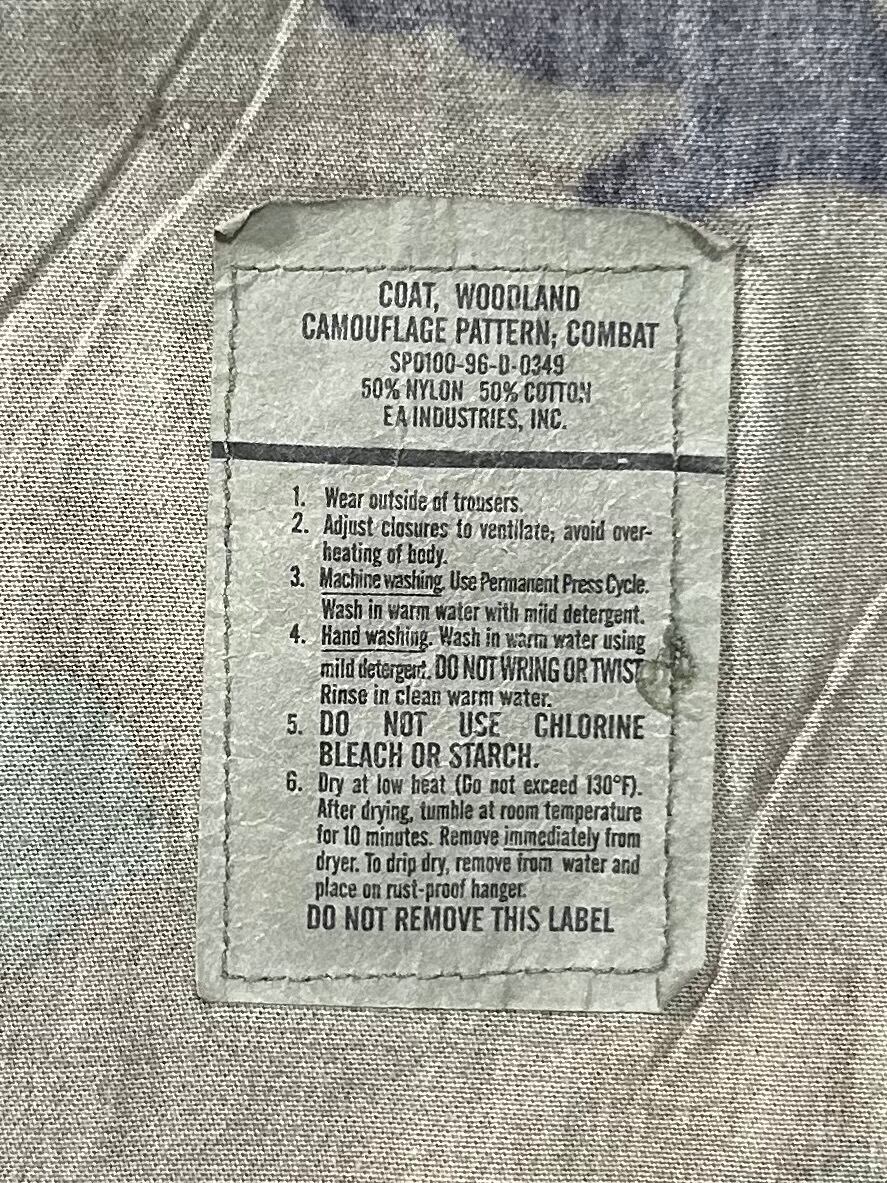 COAT, WOODLAND
CAMOUFLAGE PATTERN; COMBAT
SPO100-96-D-0349
50% NYLON 50% COTTON
EA INDUSTRIES, INC.
1. Wear outside of trousers.
2. Adjust closures to ventilate; avoid over-
heating of body.
3. Machine washing. Use Permanent Press Cycle.
Wash in warm water with mild detergent.
4. Hand washing. Wash in warm water using
mild detergent. DO NOT WRING OR TWIST
Rinse in clean warm water.
5. DO NOT USE CHLORINE
BLEACH OR STARCH.
6. Dry at low heat (Do not exceed 130°F).
After drying, tumble at room temperature
for 10 minutes. Remove immediately from
dryer. To drip dry, remove from water and
place on rust-proof hanger.
DO NOT REMOVE THIS LABEL